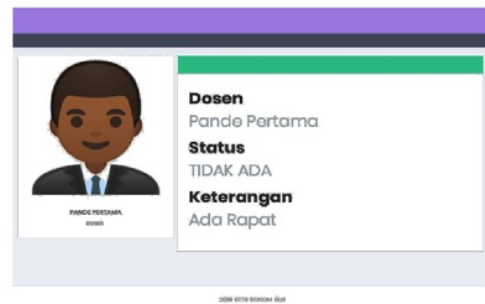 PANDE PERTAMA
DOSEN
Dosen
Pande Pertama
Status
TIDAK ADA
Keterangan
Ada Rapat